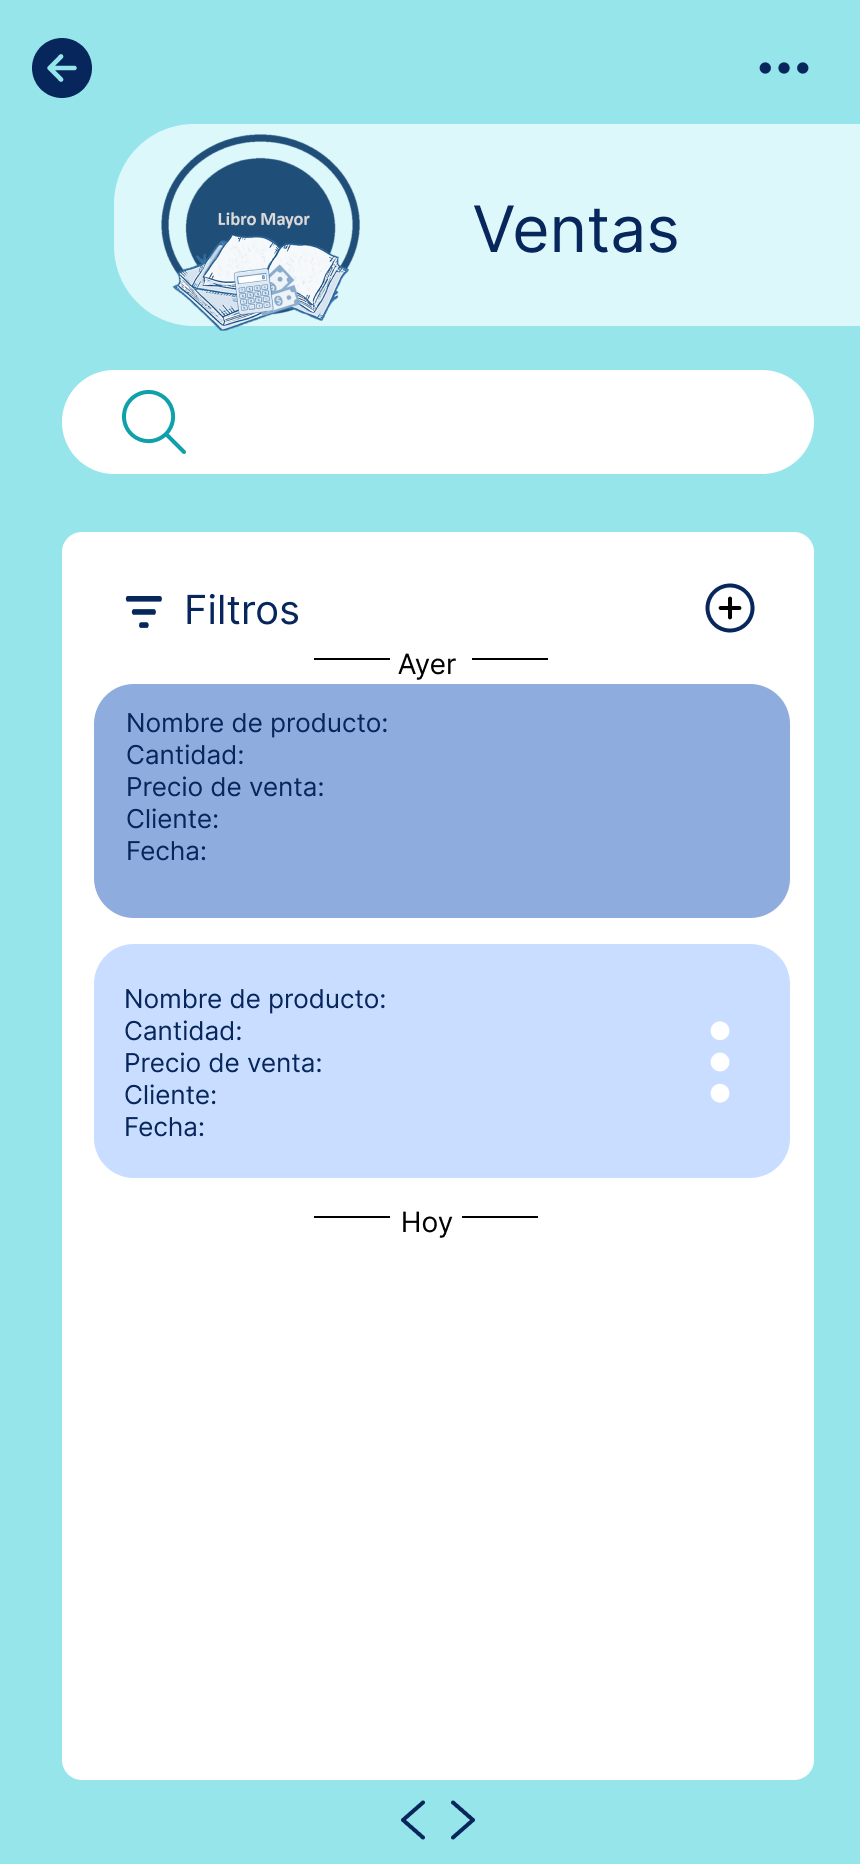 Libro Mayor
Ventas
Filtros
Ayer
Nombre de producto:
Cantidad:
Precio de venta:
Cliente:
Fecha:
Nombre de producto:
Cantidad:
Precio de venta:
Cliente:
Fecha:
Hoy